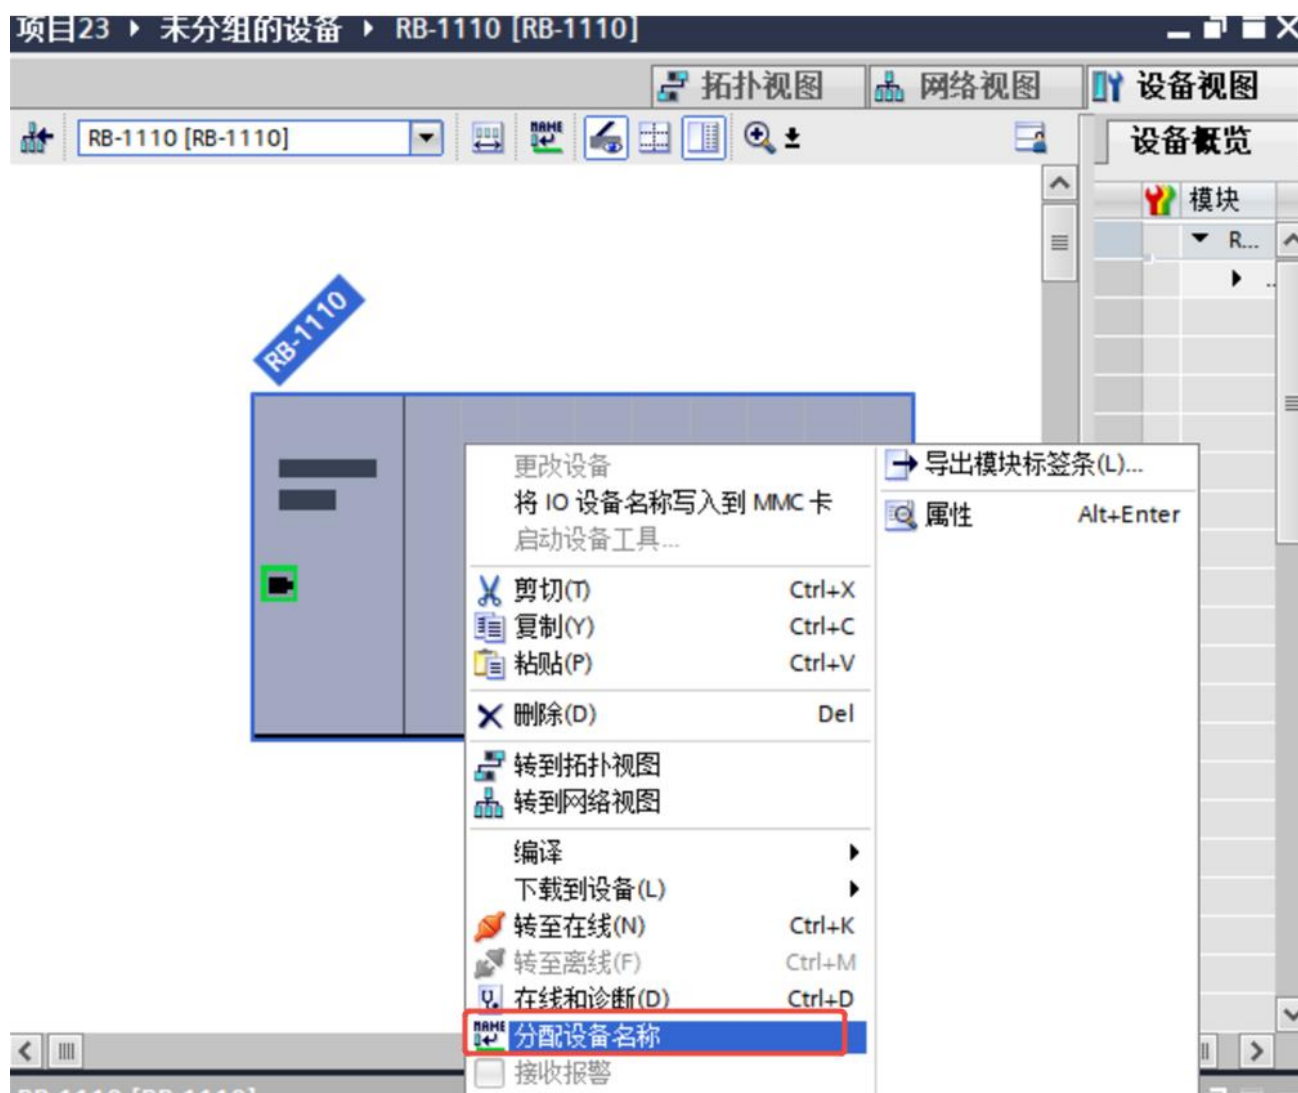 项目23 ▸ 未分组的设备 ▸ RB-1110 [RB-1110]
拓扑视图 网络视图 设备视图
RB-1110 [RB-1110]
NAME
设备概览
模块
R...
...
RB-1110
更改设备
将 IO 设备名称写入到 MMC 卡
启动设备工具...
剪切(T) Ctrl+X
复制(Y) Ctrl+C
粘贴(P) Ctrl+V
删除(D) Del
转到拓扑视图
转到网络视图
编译
下载到设备(L)
转至在线(N) Ctrl+K
转至离线(F) Ctrl+M
在线和诊断(D) Ctrl+D
NAME 分配设备名称
接收报警
导出模块标签条(L)...
属性 Alt+Enter
RB-1110 [RB-1110]